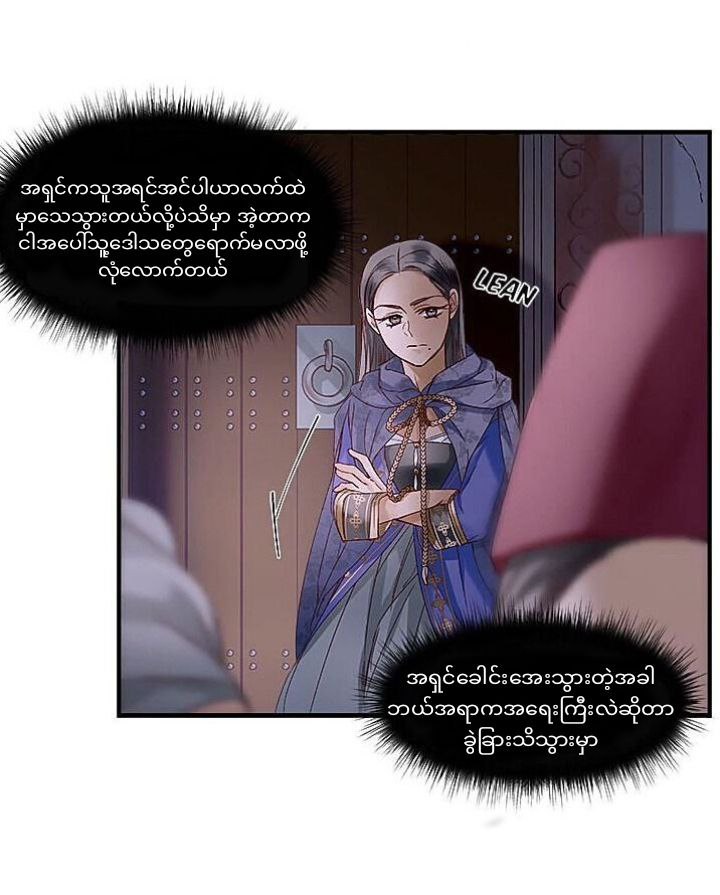 အရှင်ကသူအရင်အင်ပါယာလက်ထဲ
မှာသေသွားတယ်လို့ပဲသိမှာ အဲ့တာက
ငါအပေါ်သူ့ဒေါသတွေရောက်မလာဖို့
လုံလောက်တယ်
LEAN
အရှင်ခေါင်းအေးသွားတဲ့အခါ
ဘယ်အရာကအရေးကြီးလဲဆိုတာ
ခွဲခြားသိသွားမှာ